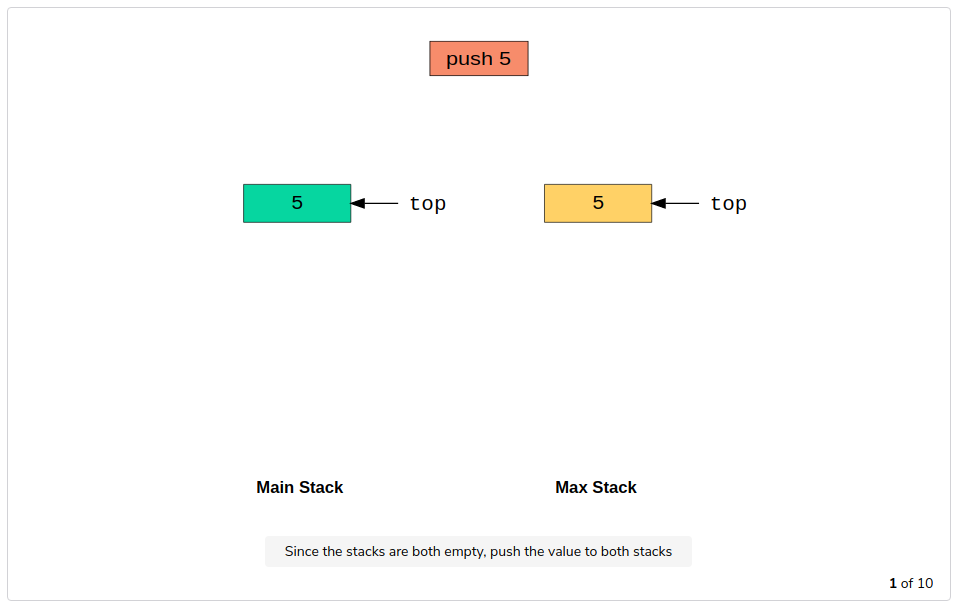 push 5
5 top 5 top
Main Stack Max Stack
Since the stacks are both empty, push the value to both stacks
1 of 10